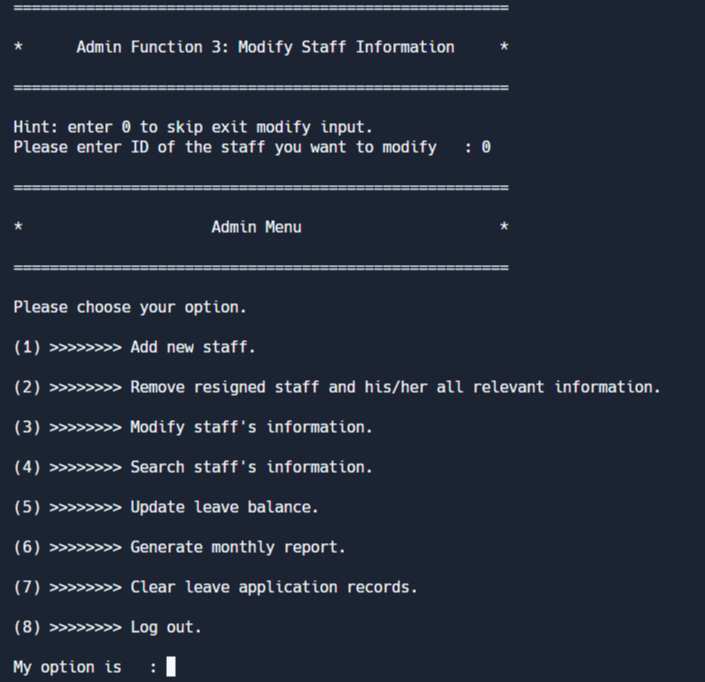 =======================================================
*      Admin Function 3: Modify Staff Information     *
=======================================================
Hint: enter 0 to skip exit modify input.
Please enter ID of the staff you want to modify   : 0
=======================================================
*                     Admin Menu                      *
=======================================================
Please choose your option.
(1) >>>>>>>> Add new staff.
(2) >>>>>>>> Remove resigned staff and his/her all relevant information.
(3) >>>>>>>> Modify staff's information.
(4) >>>>>>>> Search staff's information.
(5) >>>>>>>> Update leave balance.
(6) >>>>>>>> Generate monthly report.
(7) >>>>>>>> Clear leave application records.
(8) >>>>>>>> Log out.
My option is   :